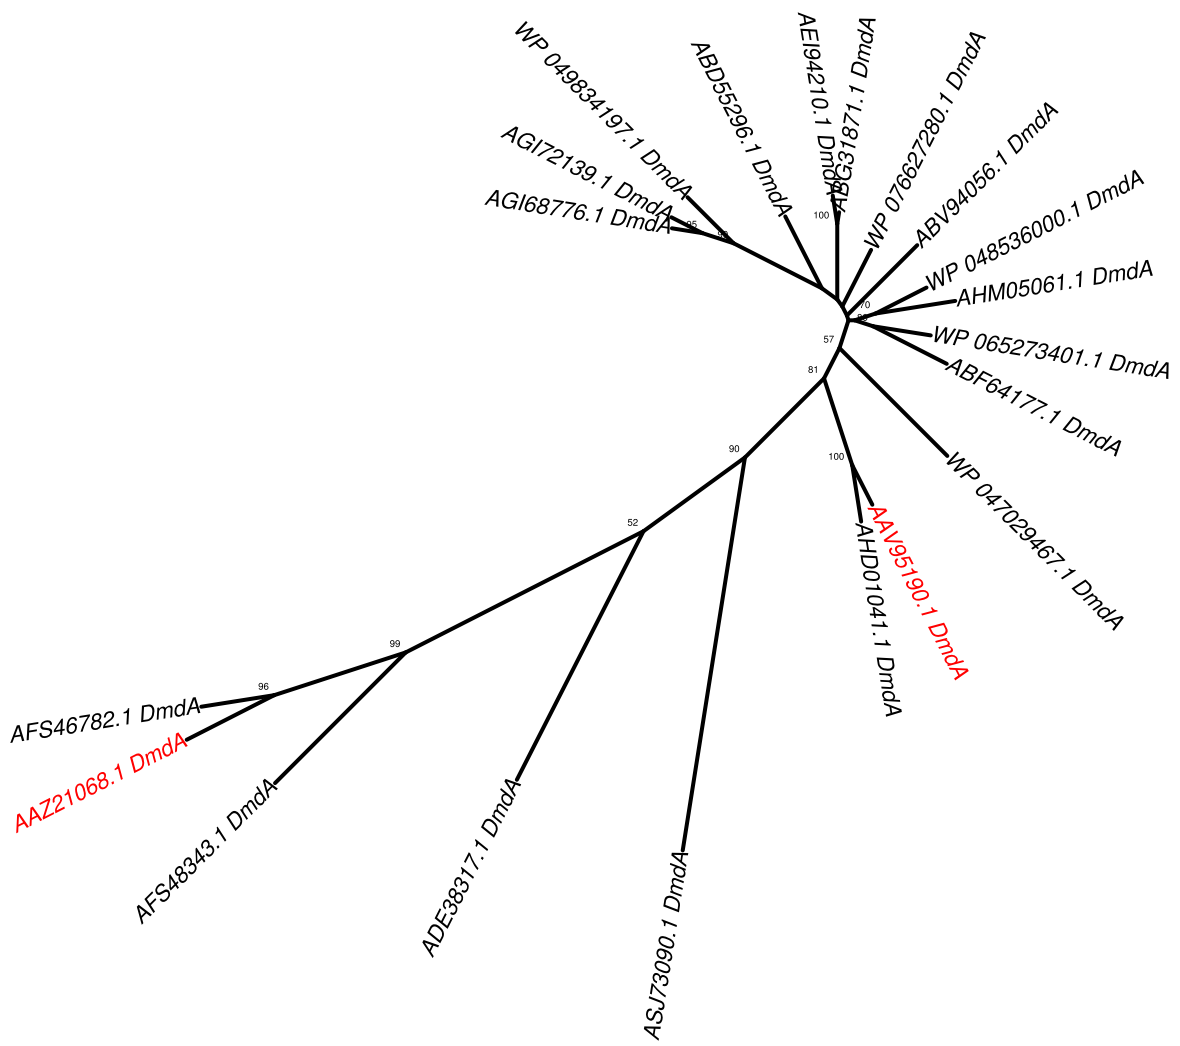 WP 049834197.1 DmdA
ABD55296.1 DmdA
AEI94210.1 DmdA
ABG31871.1 DmdA
WP 076627280.1 DmdA
ABV94056.1 DmdA
AGI72139.1 DmdA
AGI68776.1 DmdA
WP 048536000.1 DmdA
AHM05061.1 DmdA
WP 065273401.1 DmdA
ABF64177.1 DmdA
WP 047029467.1 DmdA
AAV95190.1 DmdA
AHD01041.1 DmdA
AFS46782.1 DmdA
AAZ21068.1 DmdA
AFS48343.1 DmdA
ADE38317.1 DmdA
ASJ73090.1 DmdA
95
100
70
57
81
100
90
52
99
96